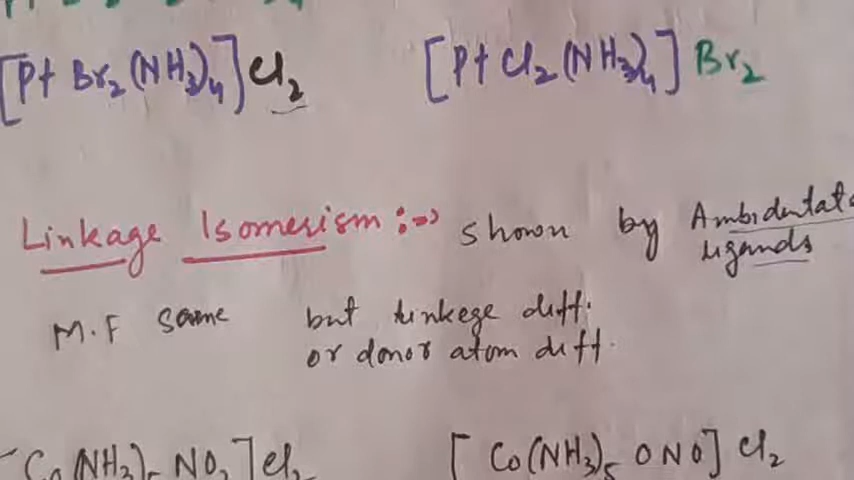 [Pt Br₂(NH₃)₄]Cl₂ [Pt Cl₂(NH₃)₄]Br₂
Linkage Isomerism :⇒ shown by Ambidentate
ligands
M.F same but linkege diff.
or donor atom diff.
[Co(NH₃)₅ NO₂]Cl₂ [Co(NH₃)₅ ONO]Cl₂